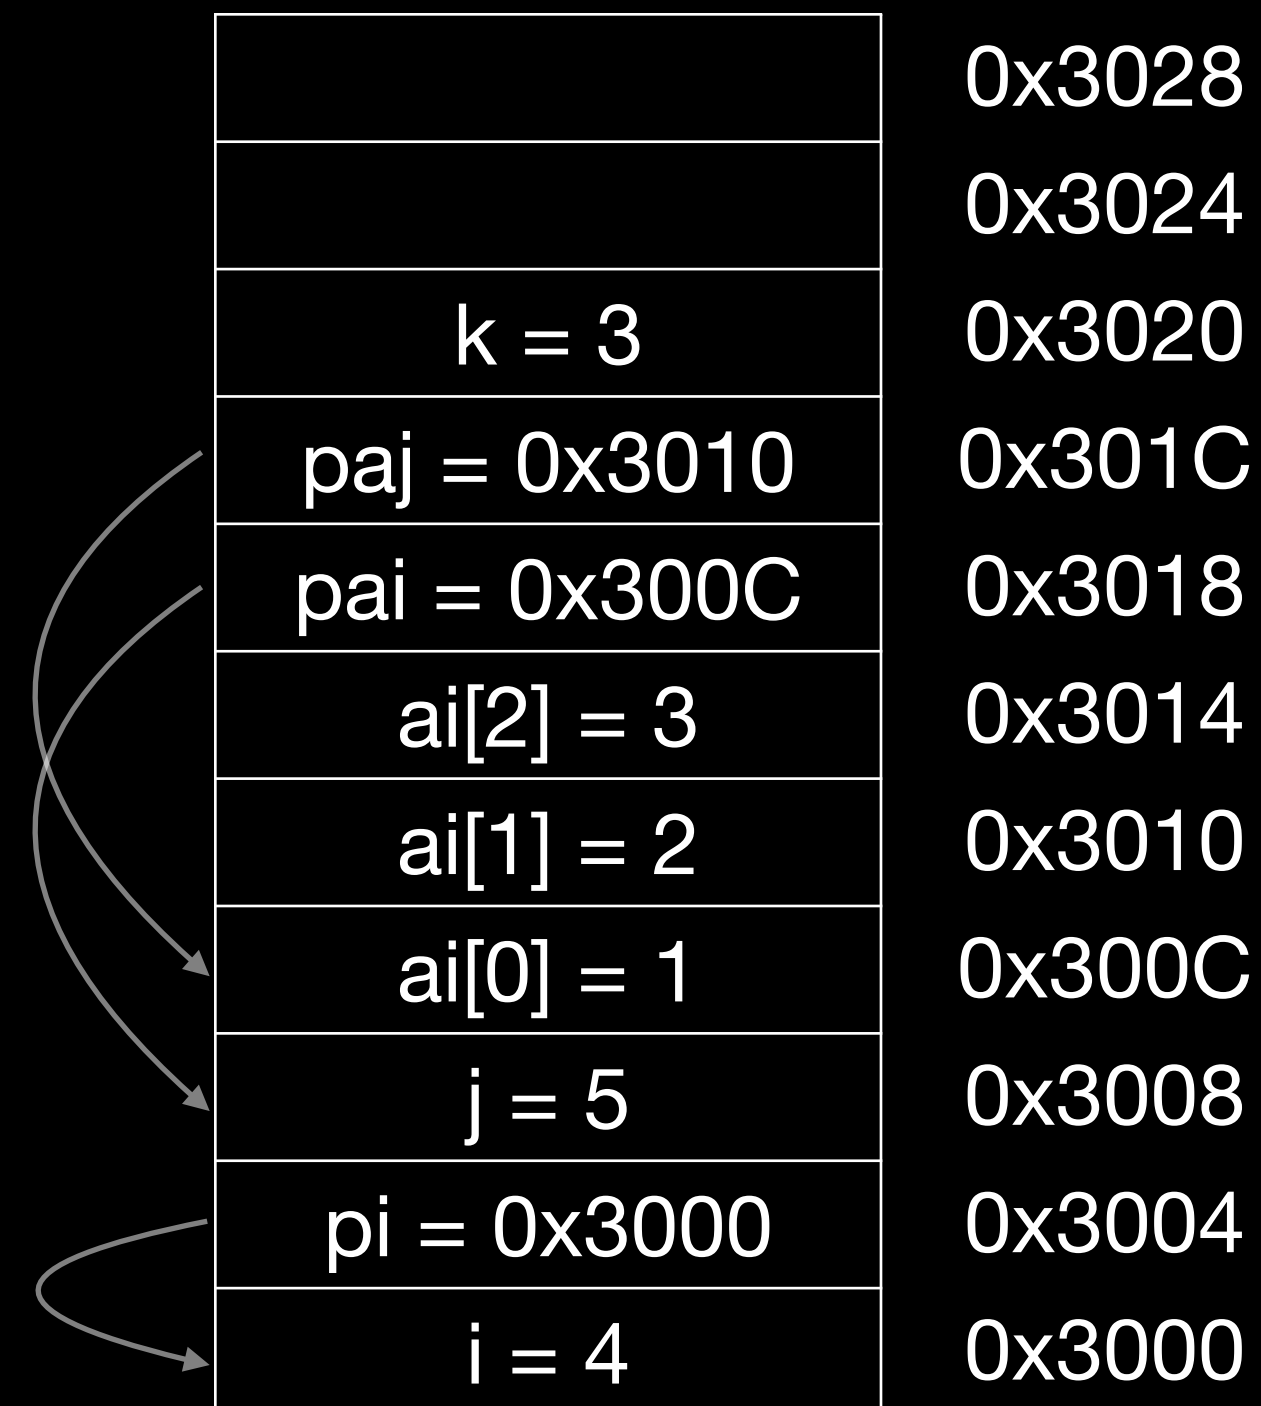 0x3028
0x3024
k = 3 0x3020
paj = 0x3010 0x301C
pai = 0x300C 0x3018
ai[2] = 3 0x3014
ai[1] = 2 0x3010
ai[0] = 1 0x300C
j = 5 0x3008
pi = 0x3000 0x3004
i = 4 0x3000